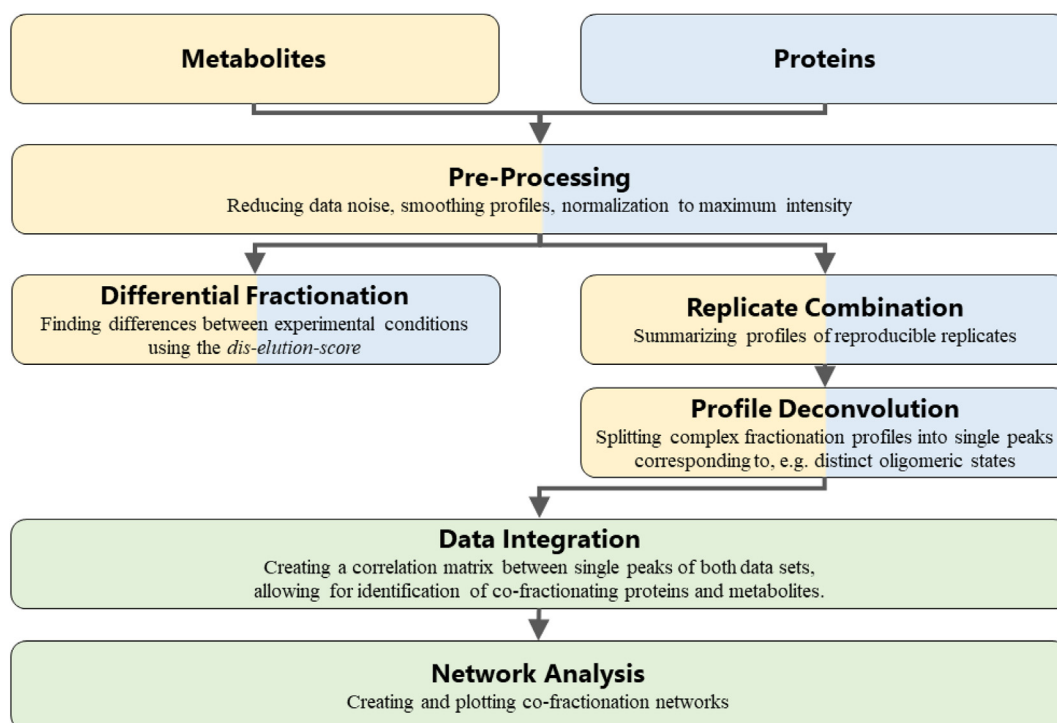 Metabolites
Proteins
Pre-Processing
Reducing data noise, smoothing profiles, normalization to maximum intensity
Differential Fractionation
Finding differences between experimental conditions
using the dis-elution-score
Replicate Combination
Summarizing profiles of reproducible replicates
Profile Deconvolution
Splitting complex fractionation profiles into single peaks
corresponding to, e.g. distinct oligomeric states
Data Integration
Creating a correlation matrix between single peaks of both data sets,
allowing for identification of co-fractionating proteins and metabolites.
Network Analysis
Creating and plotting co-fractionation networks